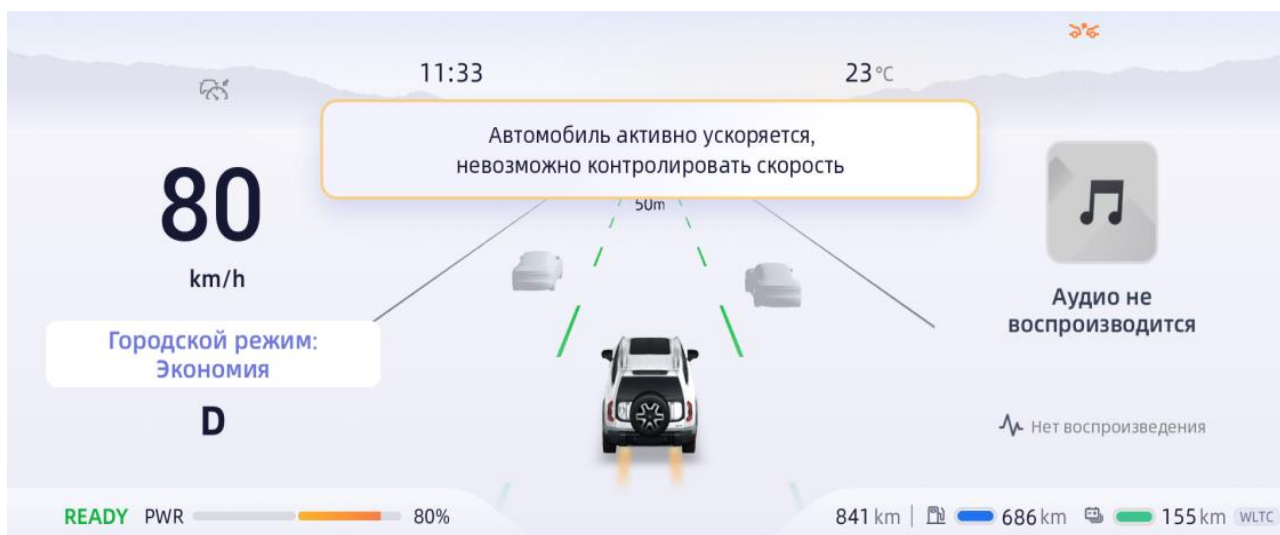 11:33
23 °C
Автомобиль активно ускоряется,
невозможно контролировать скорость
50m
80
km/h
Городской режим:
Экономия
D
Аудио не
воспроизводится
Нет воспроизведения
READY PWR 80%
841 km | 686 km 155 km WLTC